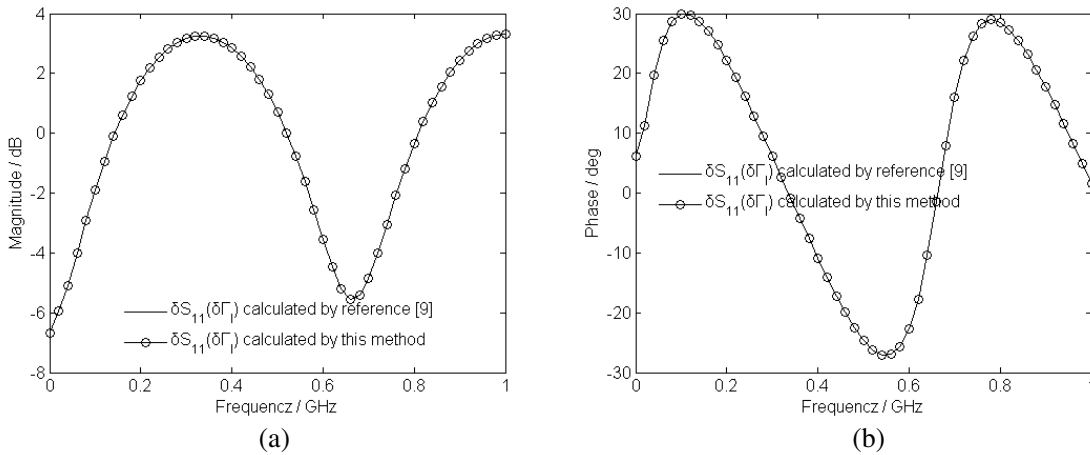 4
2
0
-2
-4
-6
-8
Magnitude / dB
δS11(δΓl) calculated by reference [9]
δS11(δΓl) calculated by this method
0 0.2 0.4 0.6 0.8 1
Frequencz / GHz
(a)
30
20
10
0
-10
-20
-30
Phase / deg
δS11(δΓl) calculated by reference [9]
δS11(δΓl) calculated by this method
0 0.2 0.4 0.6 0.8 1
Frequencz / GHz
(b)